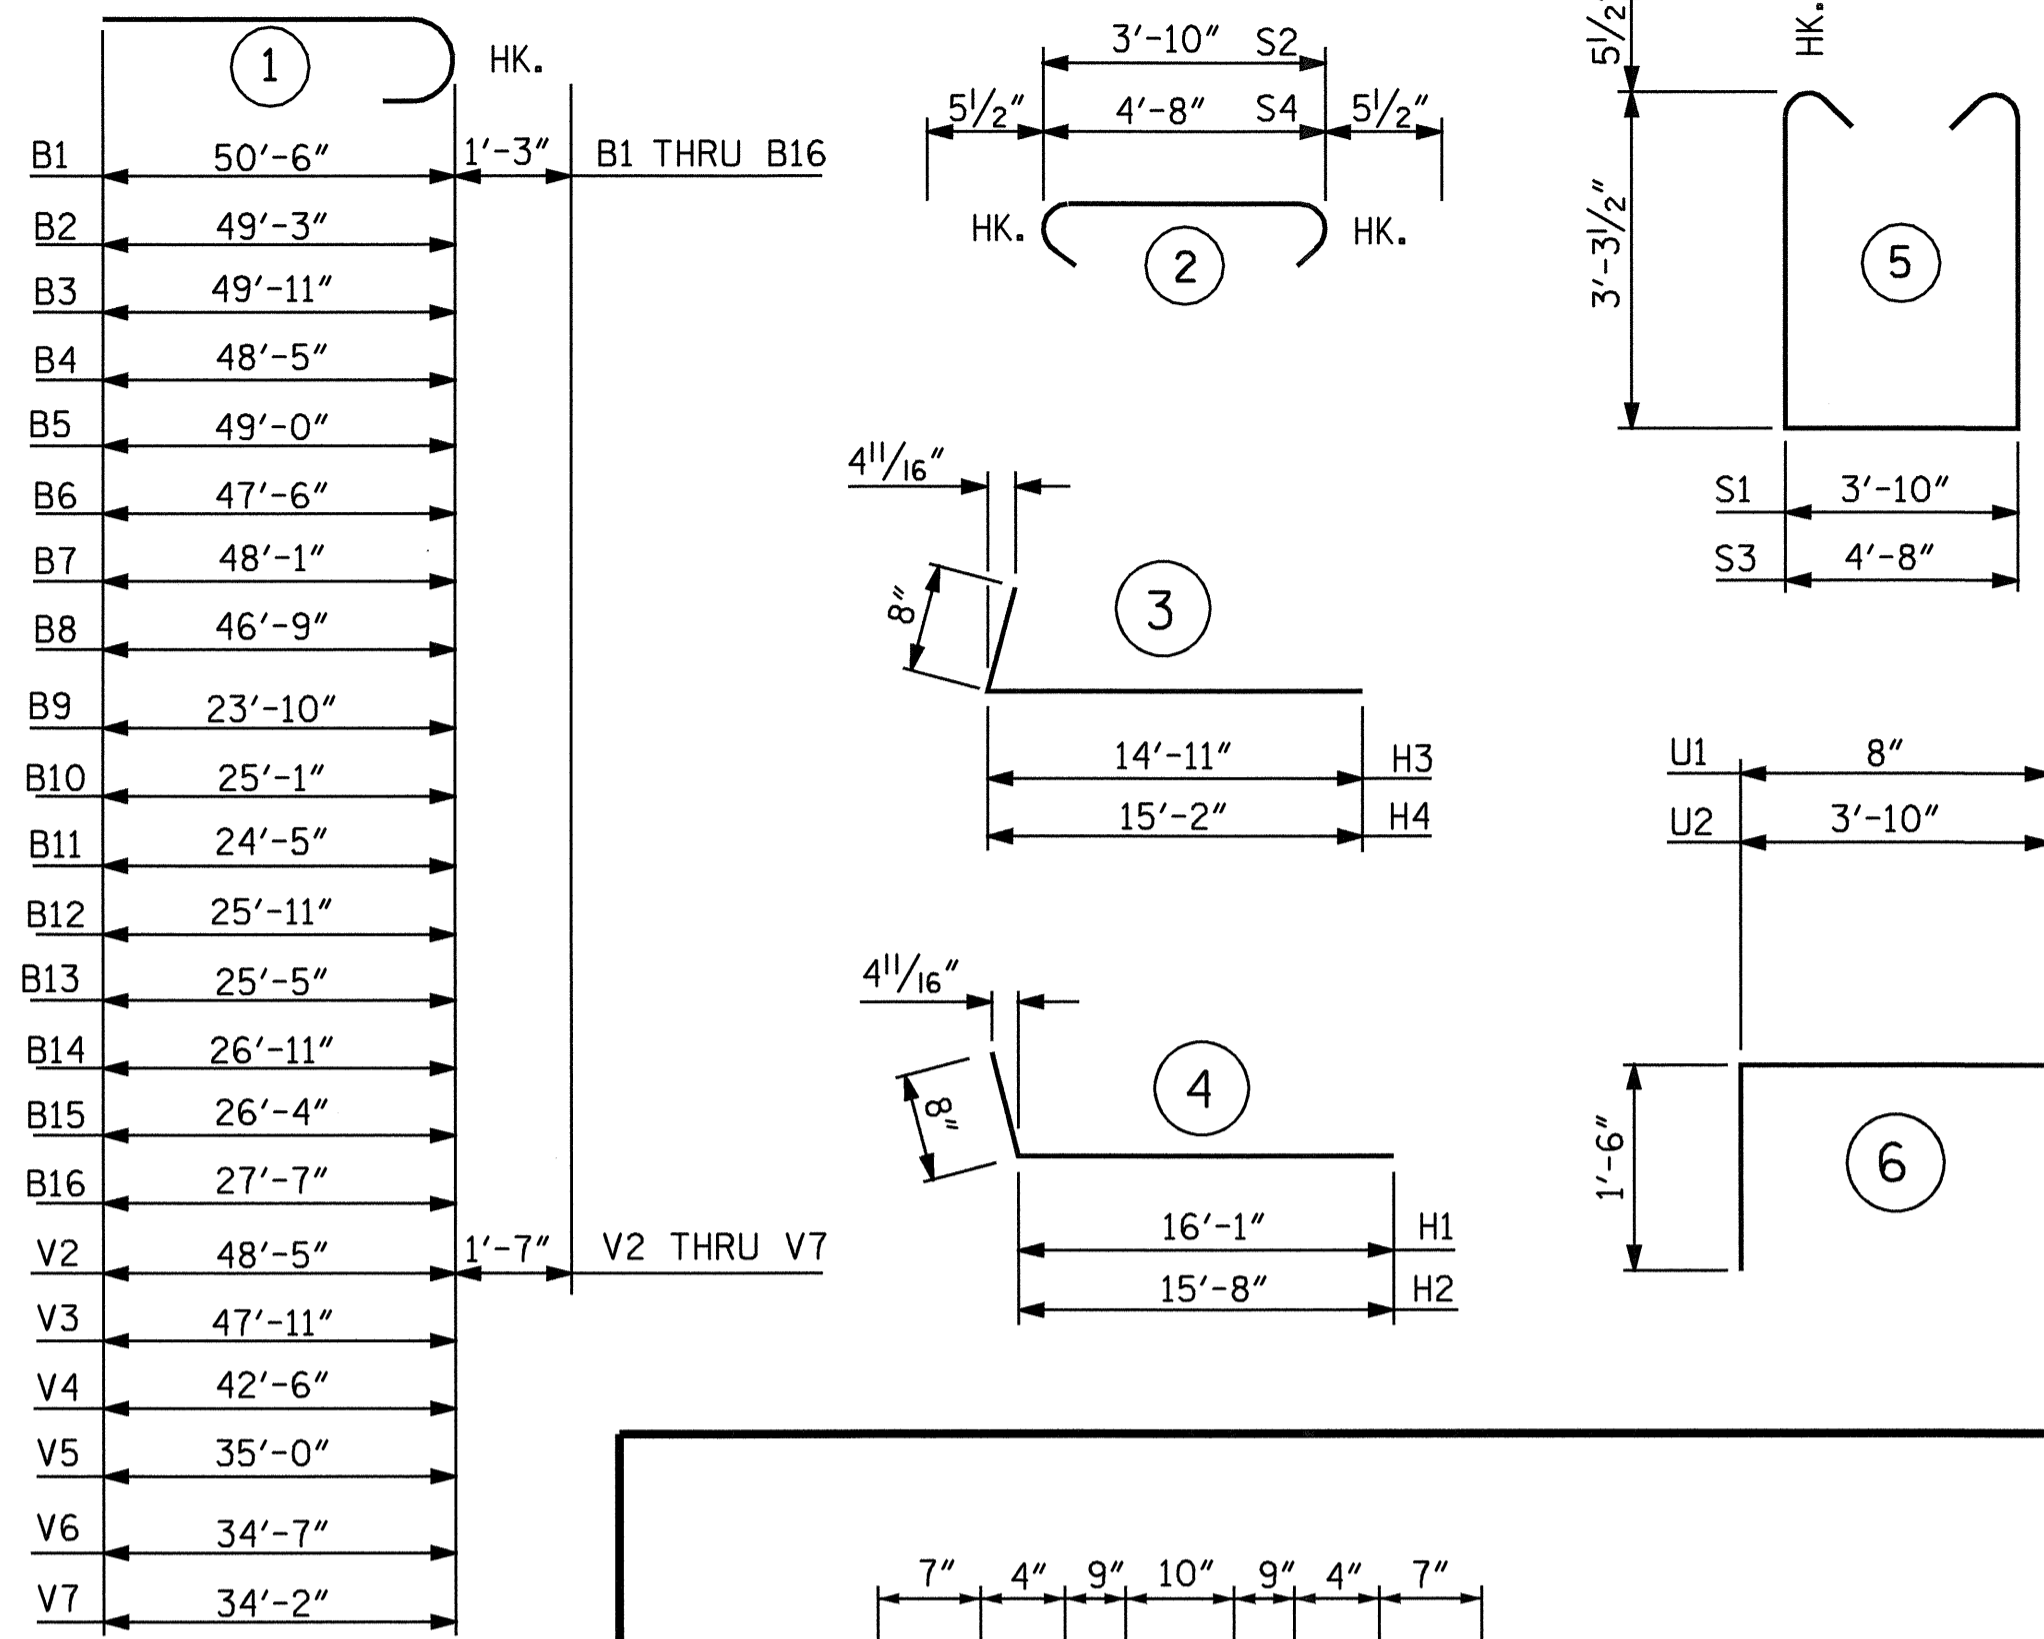 1
HK.
B1 50'-6" 1'-3" B1 THRU B16
B2 49'-3"
B3 49'-11"
B4 48'-5"
B5 49'-0"
B6 47'-6"
B7 48'-1"
B8 46'-9"
B9 23'-10"
B10 25'-1"
B11 24'-5"
B12 25'-11"
B13 25'-5"
B14 26'-11"
B15 26'-4"
B16 27'-7"
V2 48'-5" 1'-7" V2 THRU V7
V3 47'-11"
V4 42'-6"
V5 35'-0"
V6 34'-7"
V7 34'-2"
3'-10" S2
5½" 4'-8" S4 5½"
HK. 2 HK.
4 11/16"
8"
3
14'-11" H3
15'-2" H4
4 11/16"
8"
4
16'-1" H1
15'-8" H2
5½"
HK.
3'-3½"
5
S1 3'-10"
S3 4'-8"
U1 8"
U2 3'-10"
1'-6"
6
7" 4" 9" 10" 9" 4" 7"